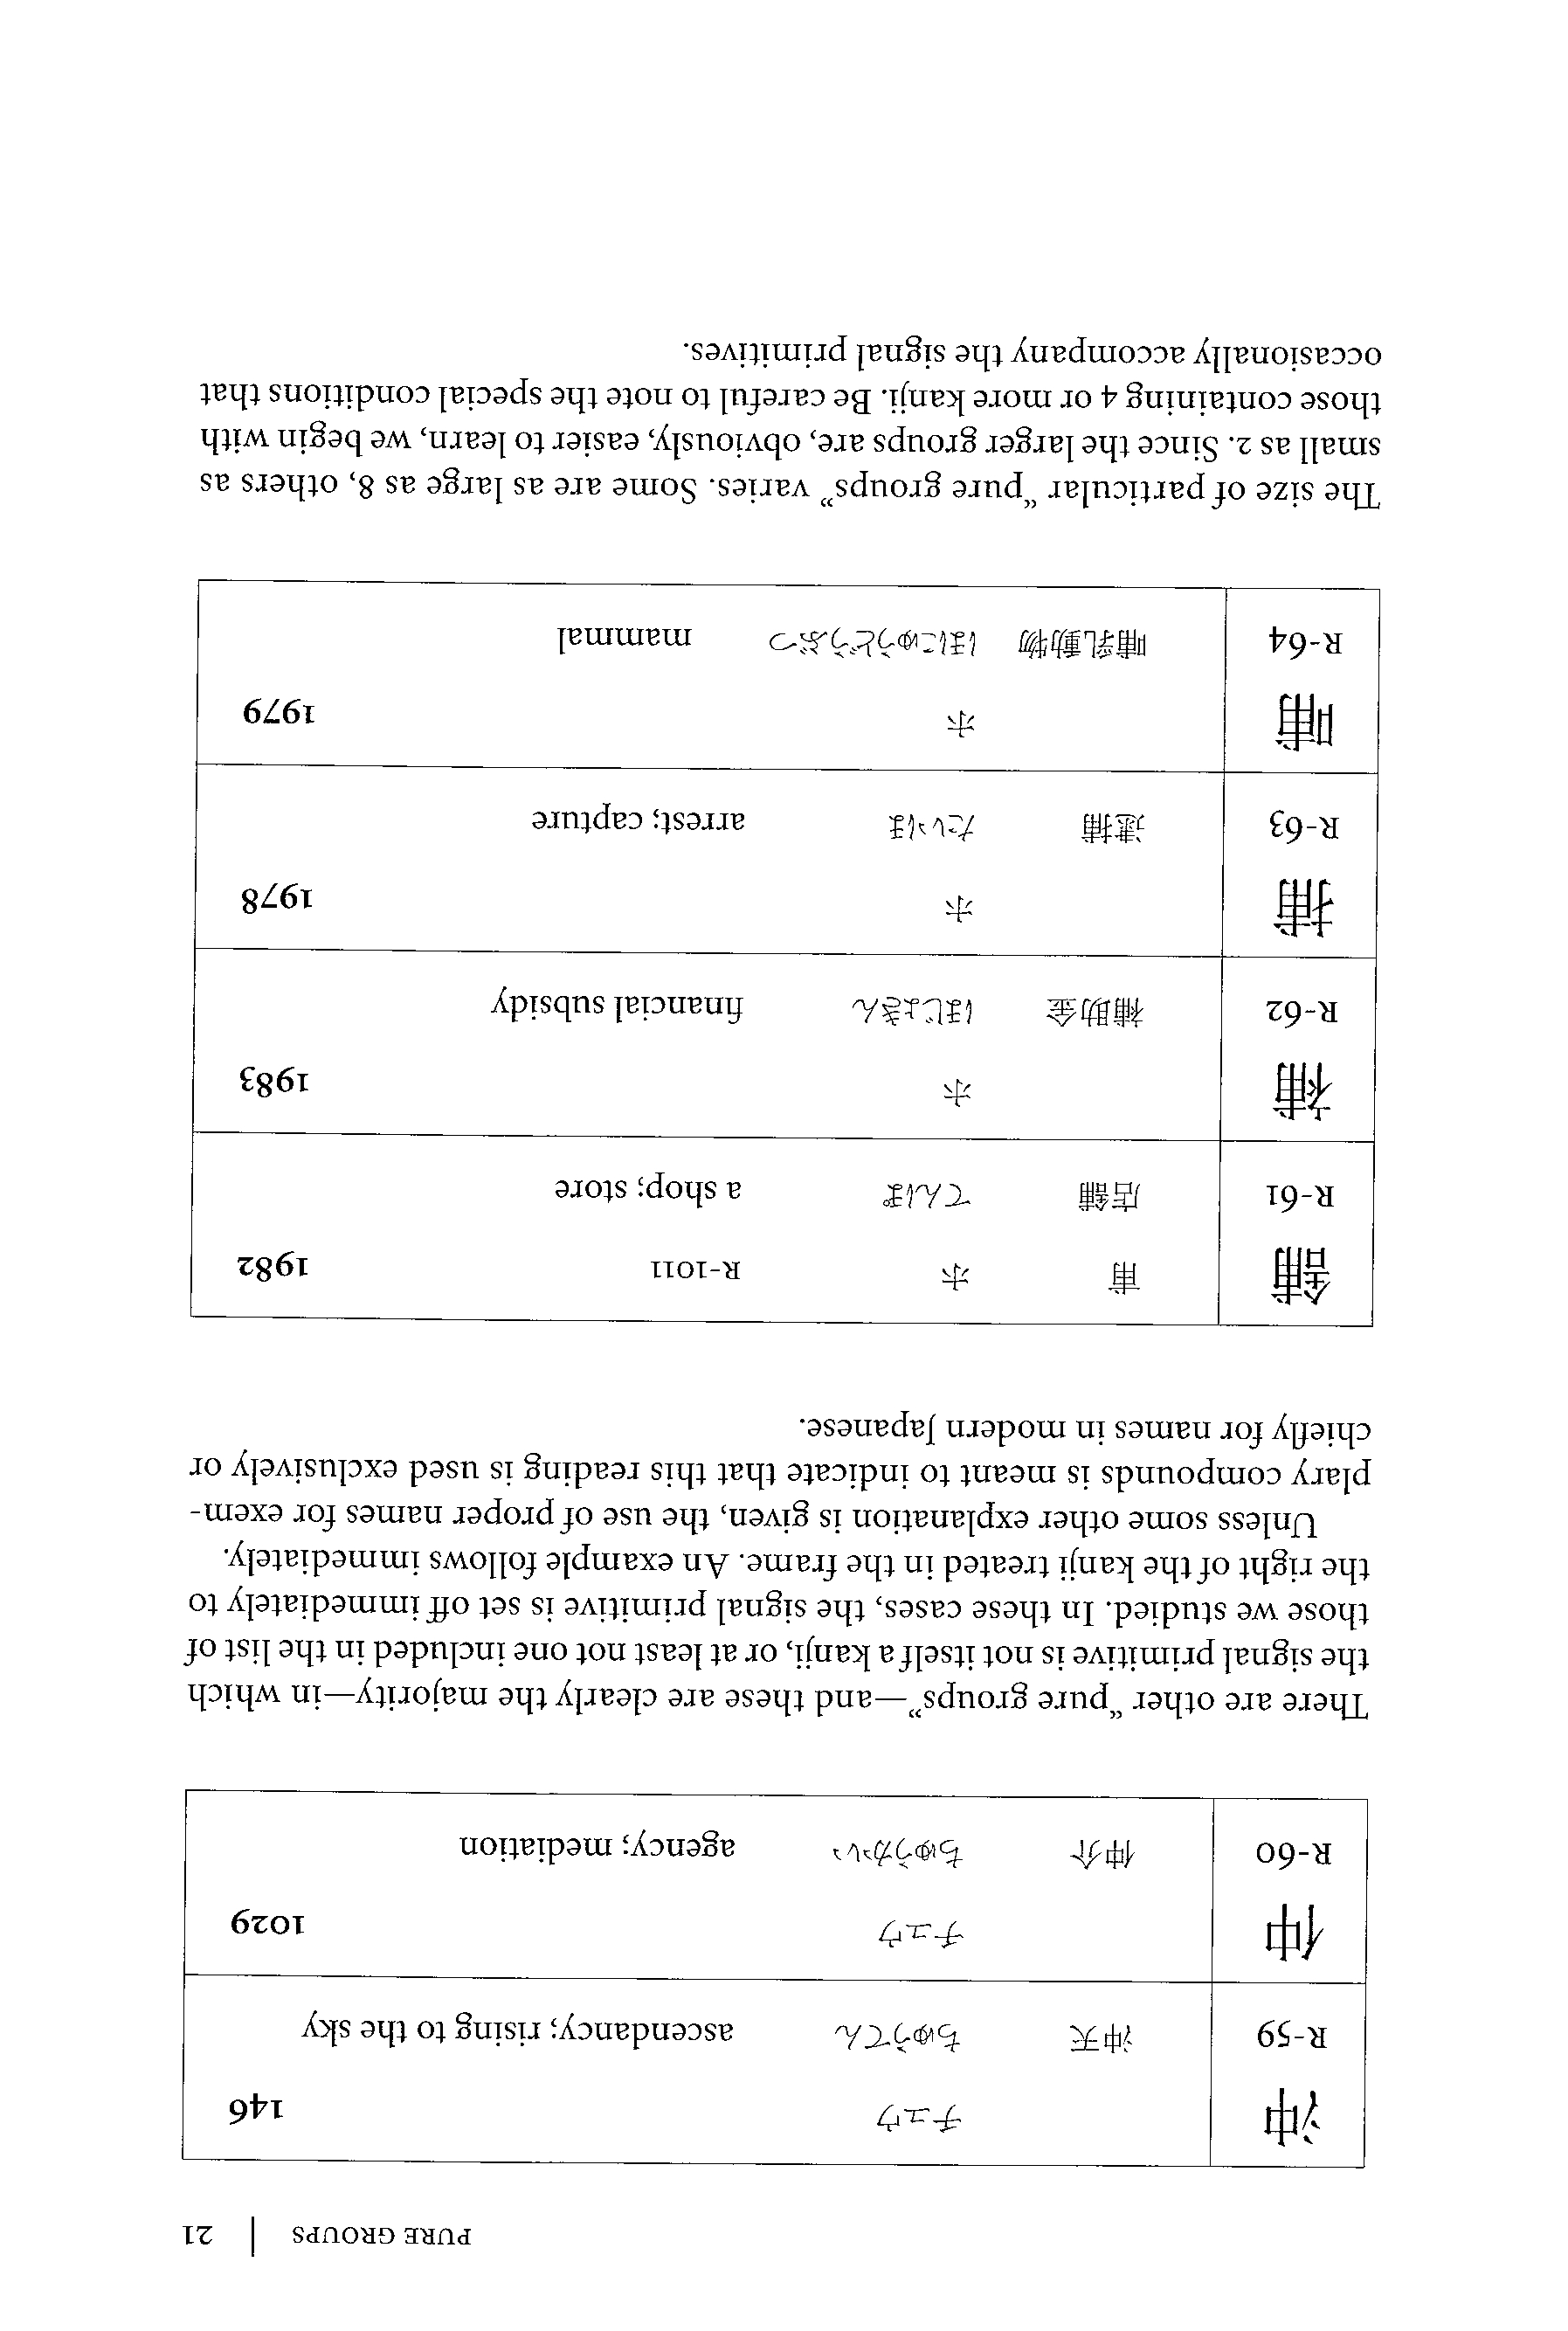 PURE GROUPS | 21
沖 チュウ 146
R-59 沖天 ちゅうてん ascendancy; rising to the sky
仲 チュウ 1029
R-60 仲介 ちゅうかい agency; mediation
There are other “pure groups”—and these are clearly the majority—in which
the signal primitive is not itself a kanji, or at least not one included in the list of
those we studied. In these cases, the signal primitive is set off immediately to
the right of the kanji treated in the frame. An example follows immediately.
Unless some other explanation is given, the use of proper names for exem-
plary compounds is meant to indicate that this reading is used exclusively or
chiefly for names in modern Japanese.
舗 甫 ホ R-1011 1982
R-61 店舗 てんぽ a shop; store
補 ホ 1983
R-62 補助金 ほじょきん financial subsidy
捕 ホ 1978
R-63 逮捕 たいほ arrest; capture
哺 ホ 1979
R-64 哺乳動物 ほにゅうどうぶつ mammal
The size of particular “pure groups” varies. Some are as large as 8, others as
small as 2. Since the larger groups are, obviously, easier to learn, we begin with
those containing 4 or more kanji. Be careful to note the special conditions that
occasionally accompany the signal primitives.